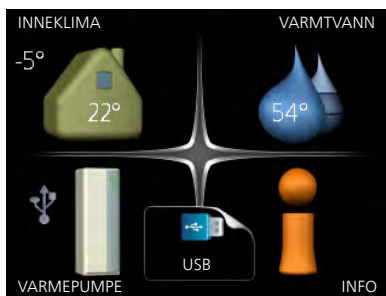 INNEKLIMA
VARMTVANN
-5°
22°
54°
USB
VARMEPUMPE
INFO